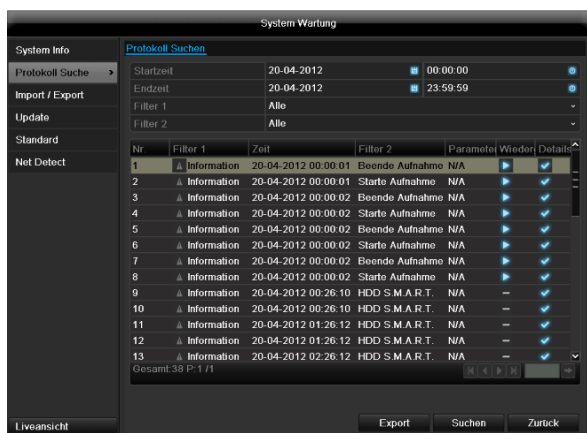 System Wartung
System Info
Protokoll Suche
Import / Export
Update
Standard
Net Detect
Liveansicht
Protokoll Suchen
Startzeit 20-04-2012 00:00:00
Endzeit 20-04-2012 23:59:59
Filter 1 Alle
Filter 2 Alle
Nr. Filter 1 Zeit Filter 2 Parameter Wieder Details
1 Information 20-04-2012 00:00:01 Beende Aufnahme N/A
2 Information 20-04-2012 00:00:01 Starte Aufnahme N/A
3 Information 20-04-2012 00:00:02 Beende Aufnahme N/A
4 Information 20-04-2012 00:00:02 Starte Aufnahme N/A
5 Information 20-04-2012 00:00:02 Beende Aufnahme N/A
6 Information 20-04-2012 00:00:02 Starte Aufnahme N/A
7 Information 20-04-2012 00:00:02 Beende Aufnahme N/A
8 Information 20-04-2012 00:00:02 Starte Aufnahme N/A
9 Information 20-04-2012 00:26:10 HDD S.M.A.R.T. N/A –
10 Information 20-04-2012 00:26:10 HDD S.M.A.R.T. N/A –
11 Information 20-04-2012 01:26:12 HDD S.M.A.R.T. N/A –
12 Information 20-04-2012 01:26:12 HDD S.M.A.R.T. N/A –
13 Information 20-04-2012 02:26:12 HDD S.M.A.R.T. N/A –
Gesamt:38 P:1 /1
Export Suchen Zurück